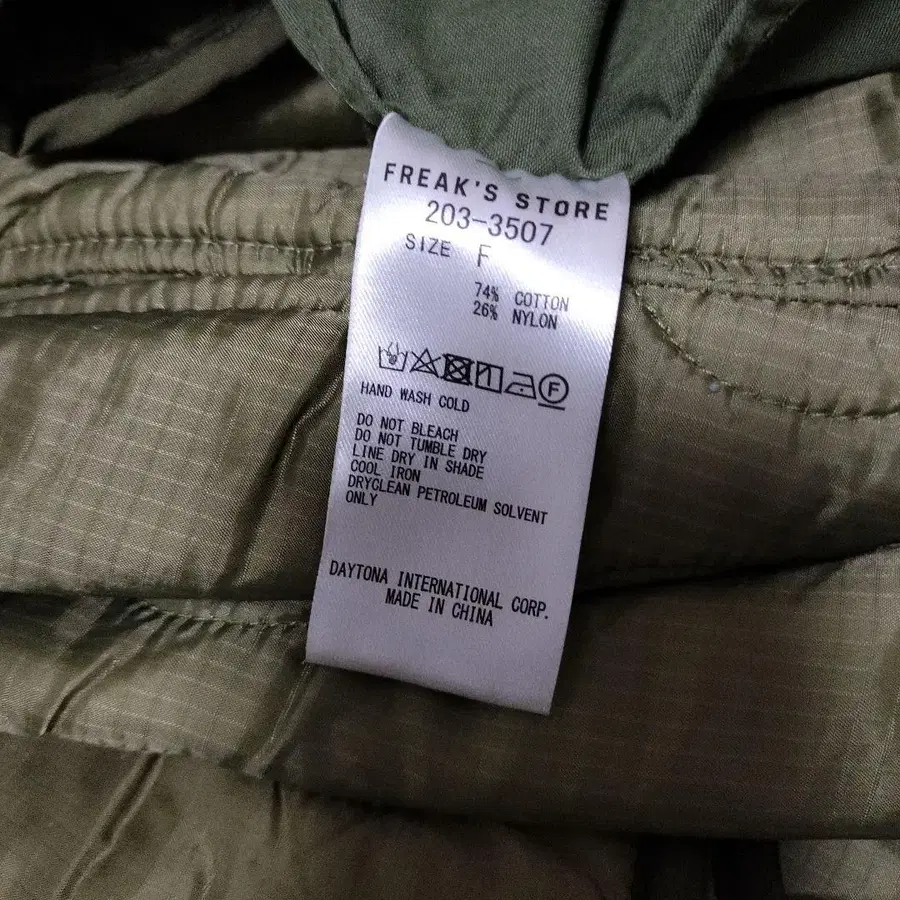 FREAK'S STORE
203-3507
SIZE F
74% COTTON
26% NYLON
F
HAND WASH COLD
DO NOT BLEACH
DO NOT TUMBLE DRY
LINE DRY IN SHADE
COOL IRON
DRYCLEAN PETROLEUM SOLVENT
ONLY
DAYTONA INTERNATIONAL CORP.
MADE IN CHINA